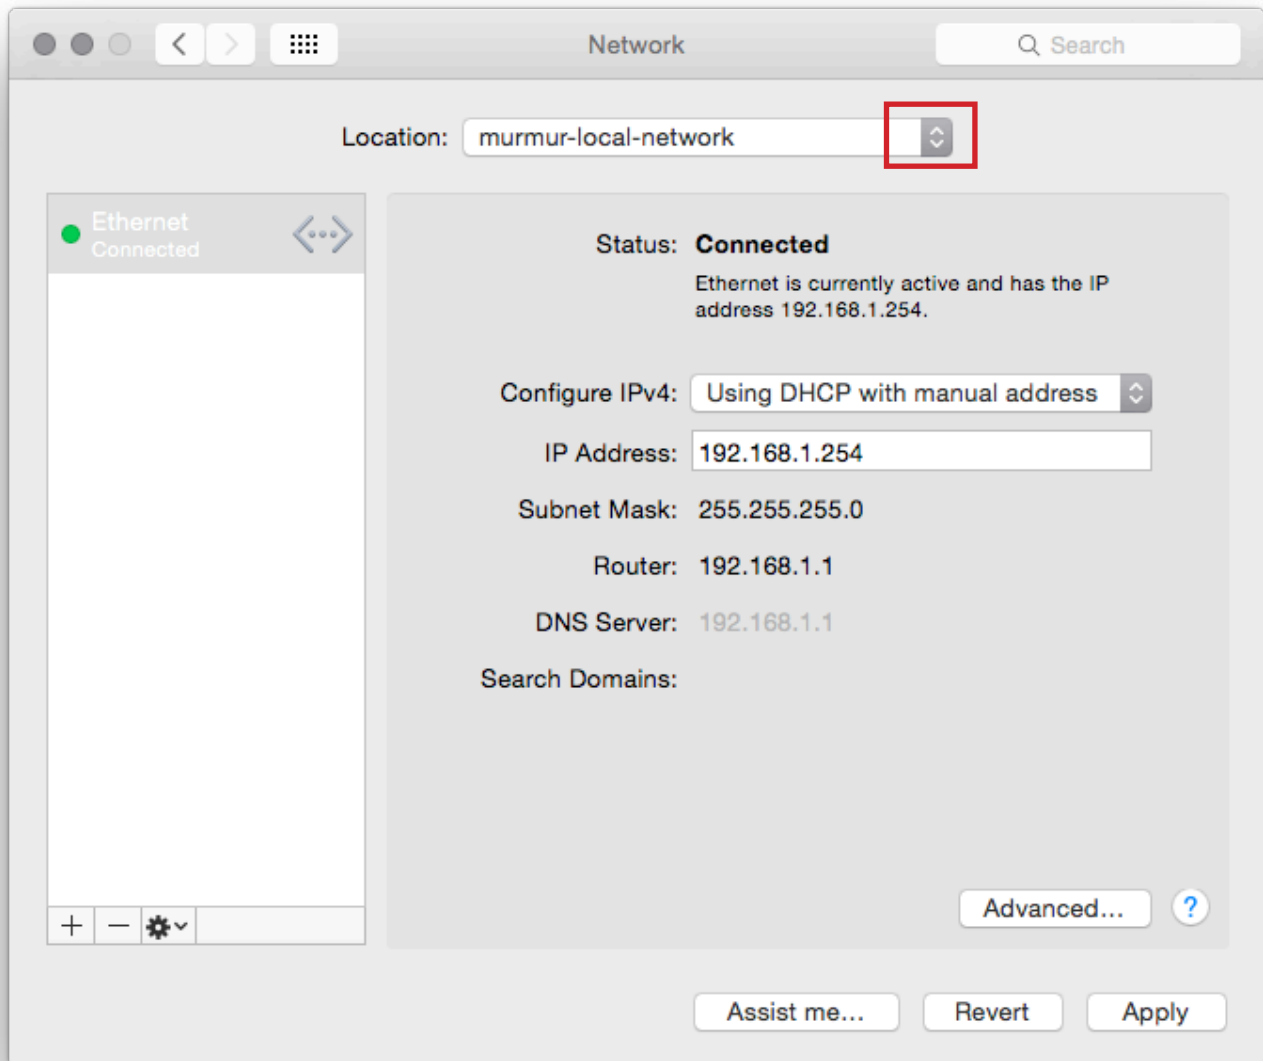 Network
Search
Location: murmur-local-network
Ethernet
Connected
Status: Connected
Ethernet is currently active and has the IP
address 192.168.1.254.
Configure IPv4: Using DHCP with manual address
IP Address: 192.168.1.254
Subnet Mask: 255.255.255.0
Router: 192.168.1.1
DNS Server: 192.168.1.1
Search Domains:
Advanced... ?
Assist me... Revert Apply